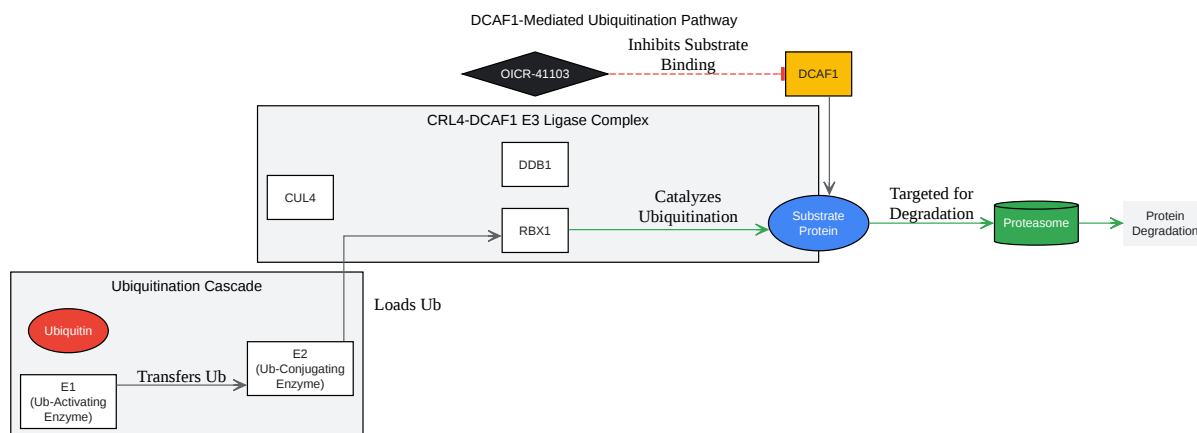 DCAF1-Mediated Ubiquitination Pathway
Inhibits Substrate
Binding
OICR-41103
DCAF1
CRL4-DCAF1 E3 Ligase Complex
DDB1
CUL4
Catalyzes
Ubiquitination
RBX1
Substrate
Protein
Targeted for
Degradation
Proteasome
Protein
Degradation
Ubiquitination Cascade
Loads Ub
Ubiquitin
E1
(Ub-Activating
Enzyme)
Transfers Ub
E2
(Ub-Conjugating
Enzyme)